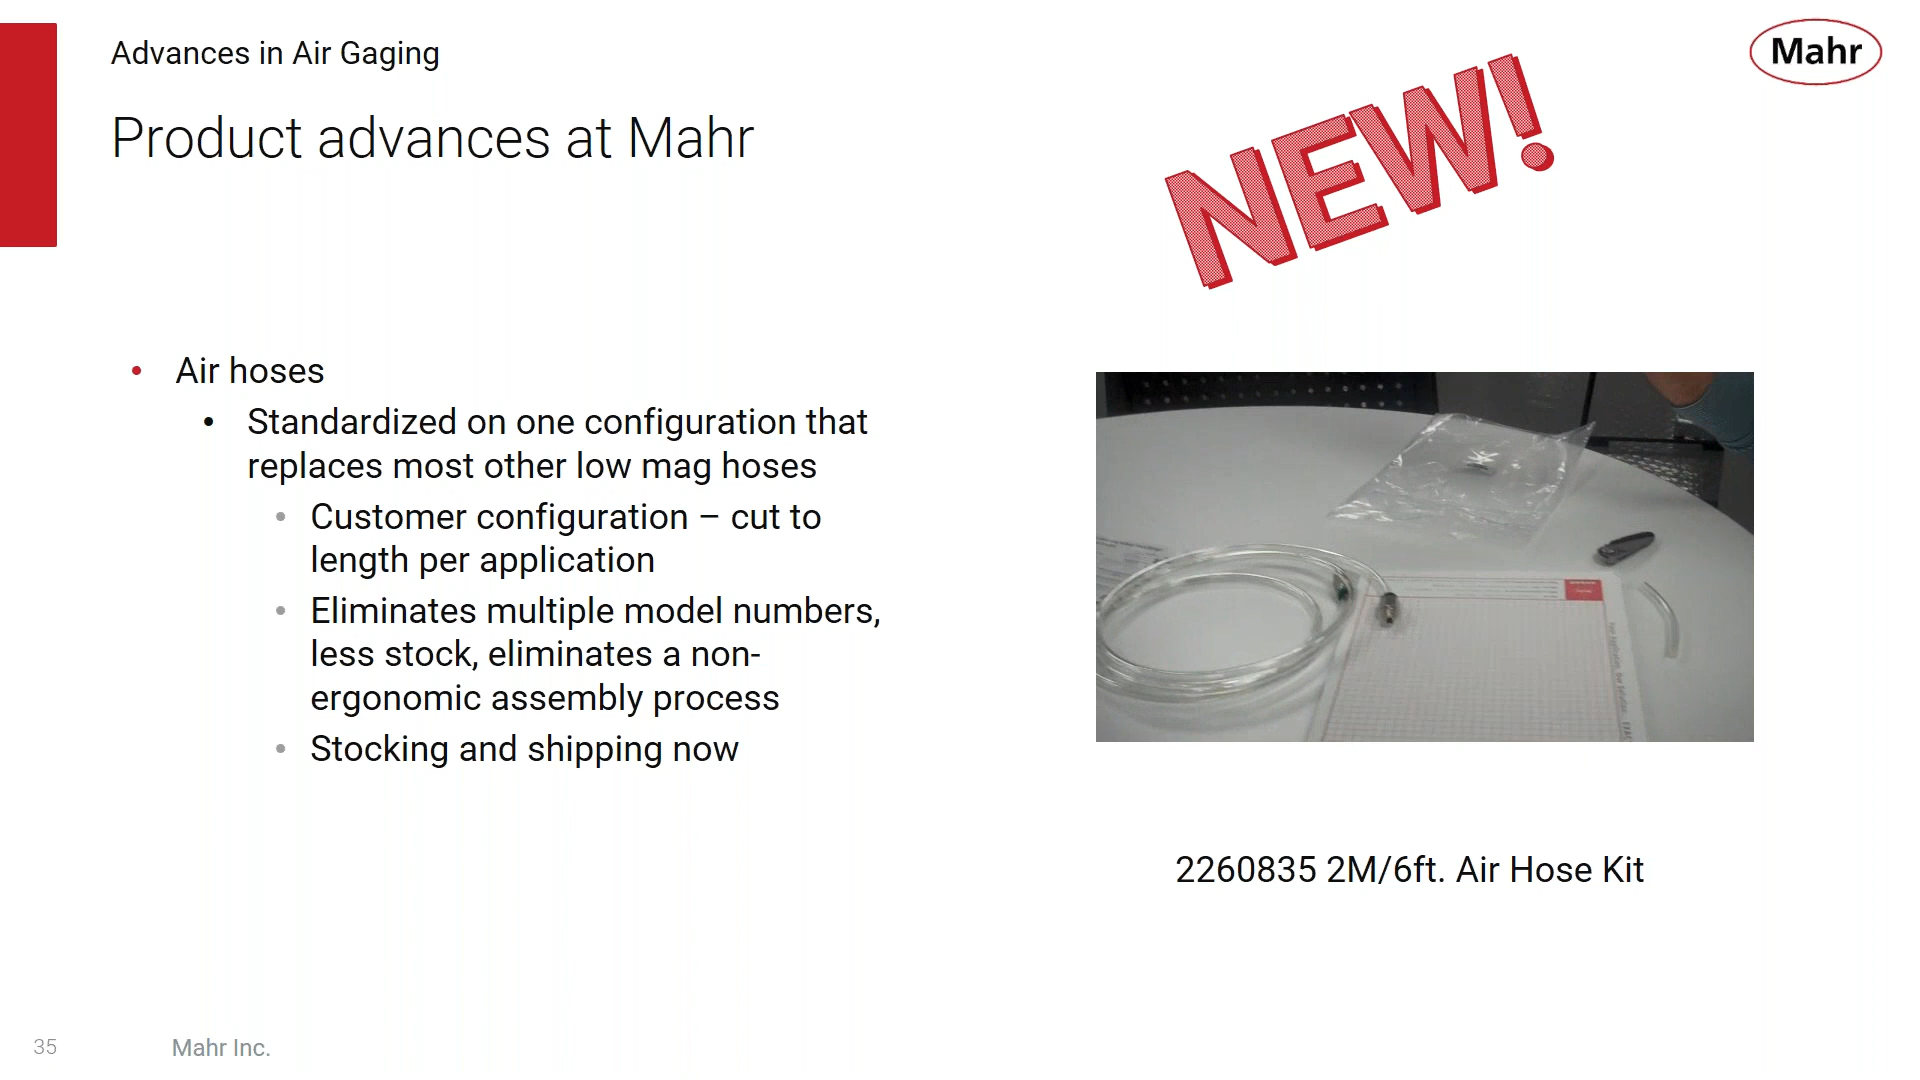 Advances in Air Gaging
Mahr
Product advances at Mahr
NEW!
• Air hoses
• Standardized on one configuration that
replaces most other low mag hoses
• Customer configuration – cut to
length per application
• Eliminates multiple model numbers,
less stock, eliminates a non-
ergonomic assembly process
• Stocking and shipping now
2260835 2M/6ft. Air Hose Kit
35
Mahr Inc.